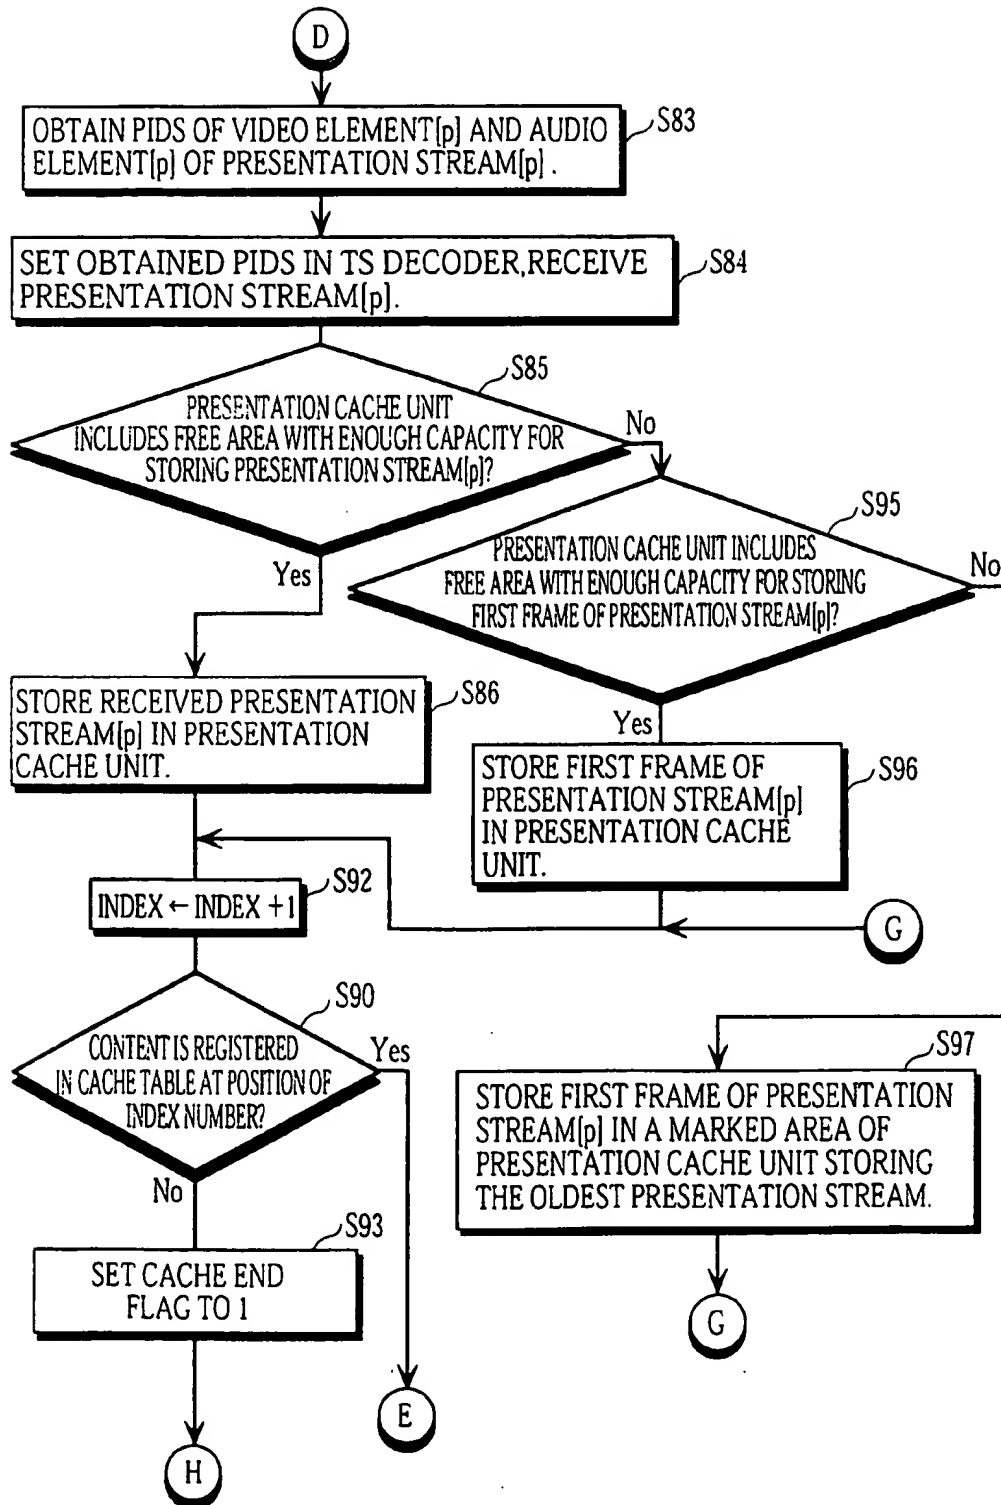 D
OBTAIN PIDS OF VIDEO ELEMENT[p] AND AUDIO
ELEMENT[p] OF PRESENTATION STREAM[p] .
S83
SET OBTAINED PIDS IN TS DECODER,RECEIVE
PRESENTATION STREAM[p].
S84
S85
PRESENTATION CACHE UNIT
INCLUDES FREE AREA WITH ENOUGH CAPACITY FOR
STORING PRESENTATION STREAM[p]?
No
Yes
S95
PRESENTATION CACHE UNIT INCLUDES
FREE AREA WITH ENOUGH CAPACITY FOR STORING
FIRST FRAME OF PRESENTATION STREAM[p]?
No
Yes
STORE RECEIVED PRESENTATION
STREAM[p] IN PRESENTATION
CACHE UNIT.
S86
STORE FIRST FRAME OF
PRESENTATION STREAM[p]
IN PRESENTATION CACHE
UNIT.
S96
INDEX ← INDEX +1
S92
G
S90
CONTENT IS REGISTERED
IN CACHE TABLE AT POSITION OF
INDEX NUMBER?
Yes
No
S97
STORE FIRST FRAME OF PRESENTATION
STREAM[p] IN A MARKED AREA OF
PRESENTATION CACHE UNIT STORING
THE OLDEST PRESENTATION STREAM.
S93
SET CACHE END
FLAG TO 1
G
E
H